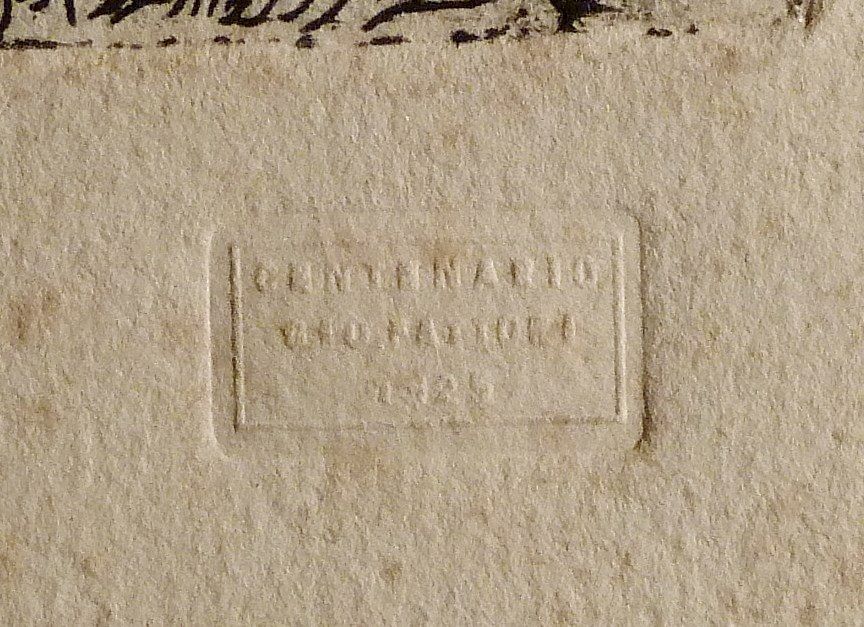 CENTENARIO
GIO. FATTORI
1925